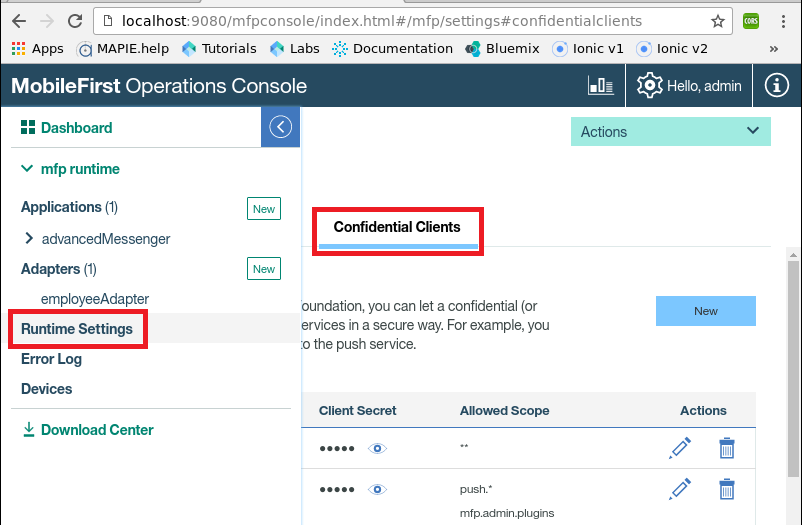 localhost:9080/mfpconsole/index.html#/mfp/settings#confidentialclients
CORS
Apps MAPIE.help Tutorials Labs Documentation Bluemix Ionic v1 Ionic v2 »
MobileFirst Operations Console
Hello, admin
Dashboard
Actions
mfp runtime
Applications (1) New
Confidential Clients
advancedMessenger
Adapters (1) New
employeeAdapter
oundation, you can let a confidential (or
New
Runtime Settings
ervices in a secure way. For example, you
o the push service.
Error Log
Devices
Client Secret Allowed Scope Actions
Download Center
••••• **
••••• push.*
mfp.admin.plugins